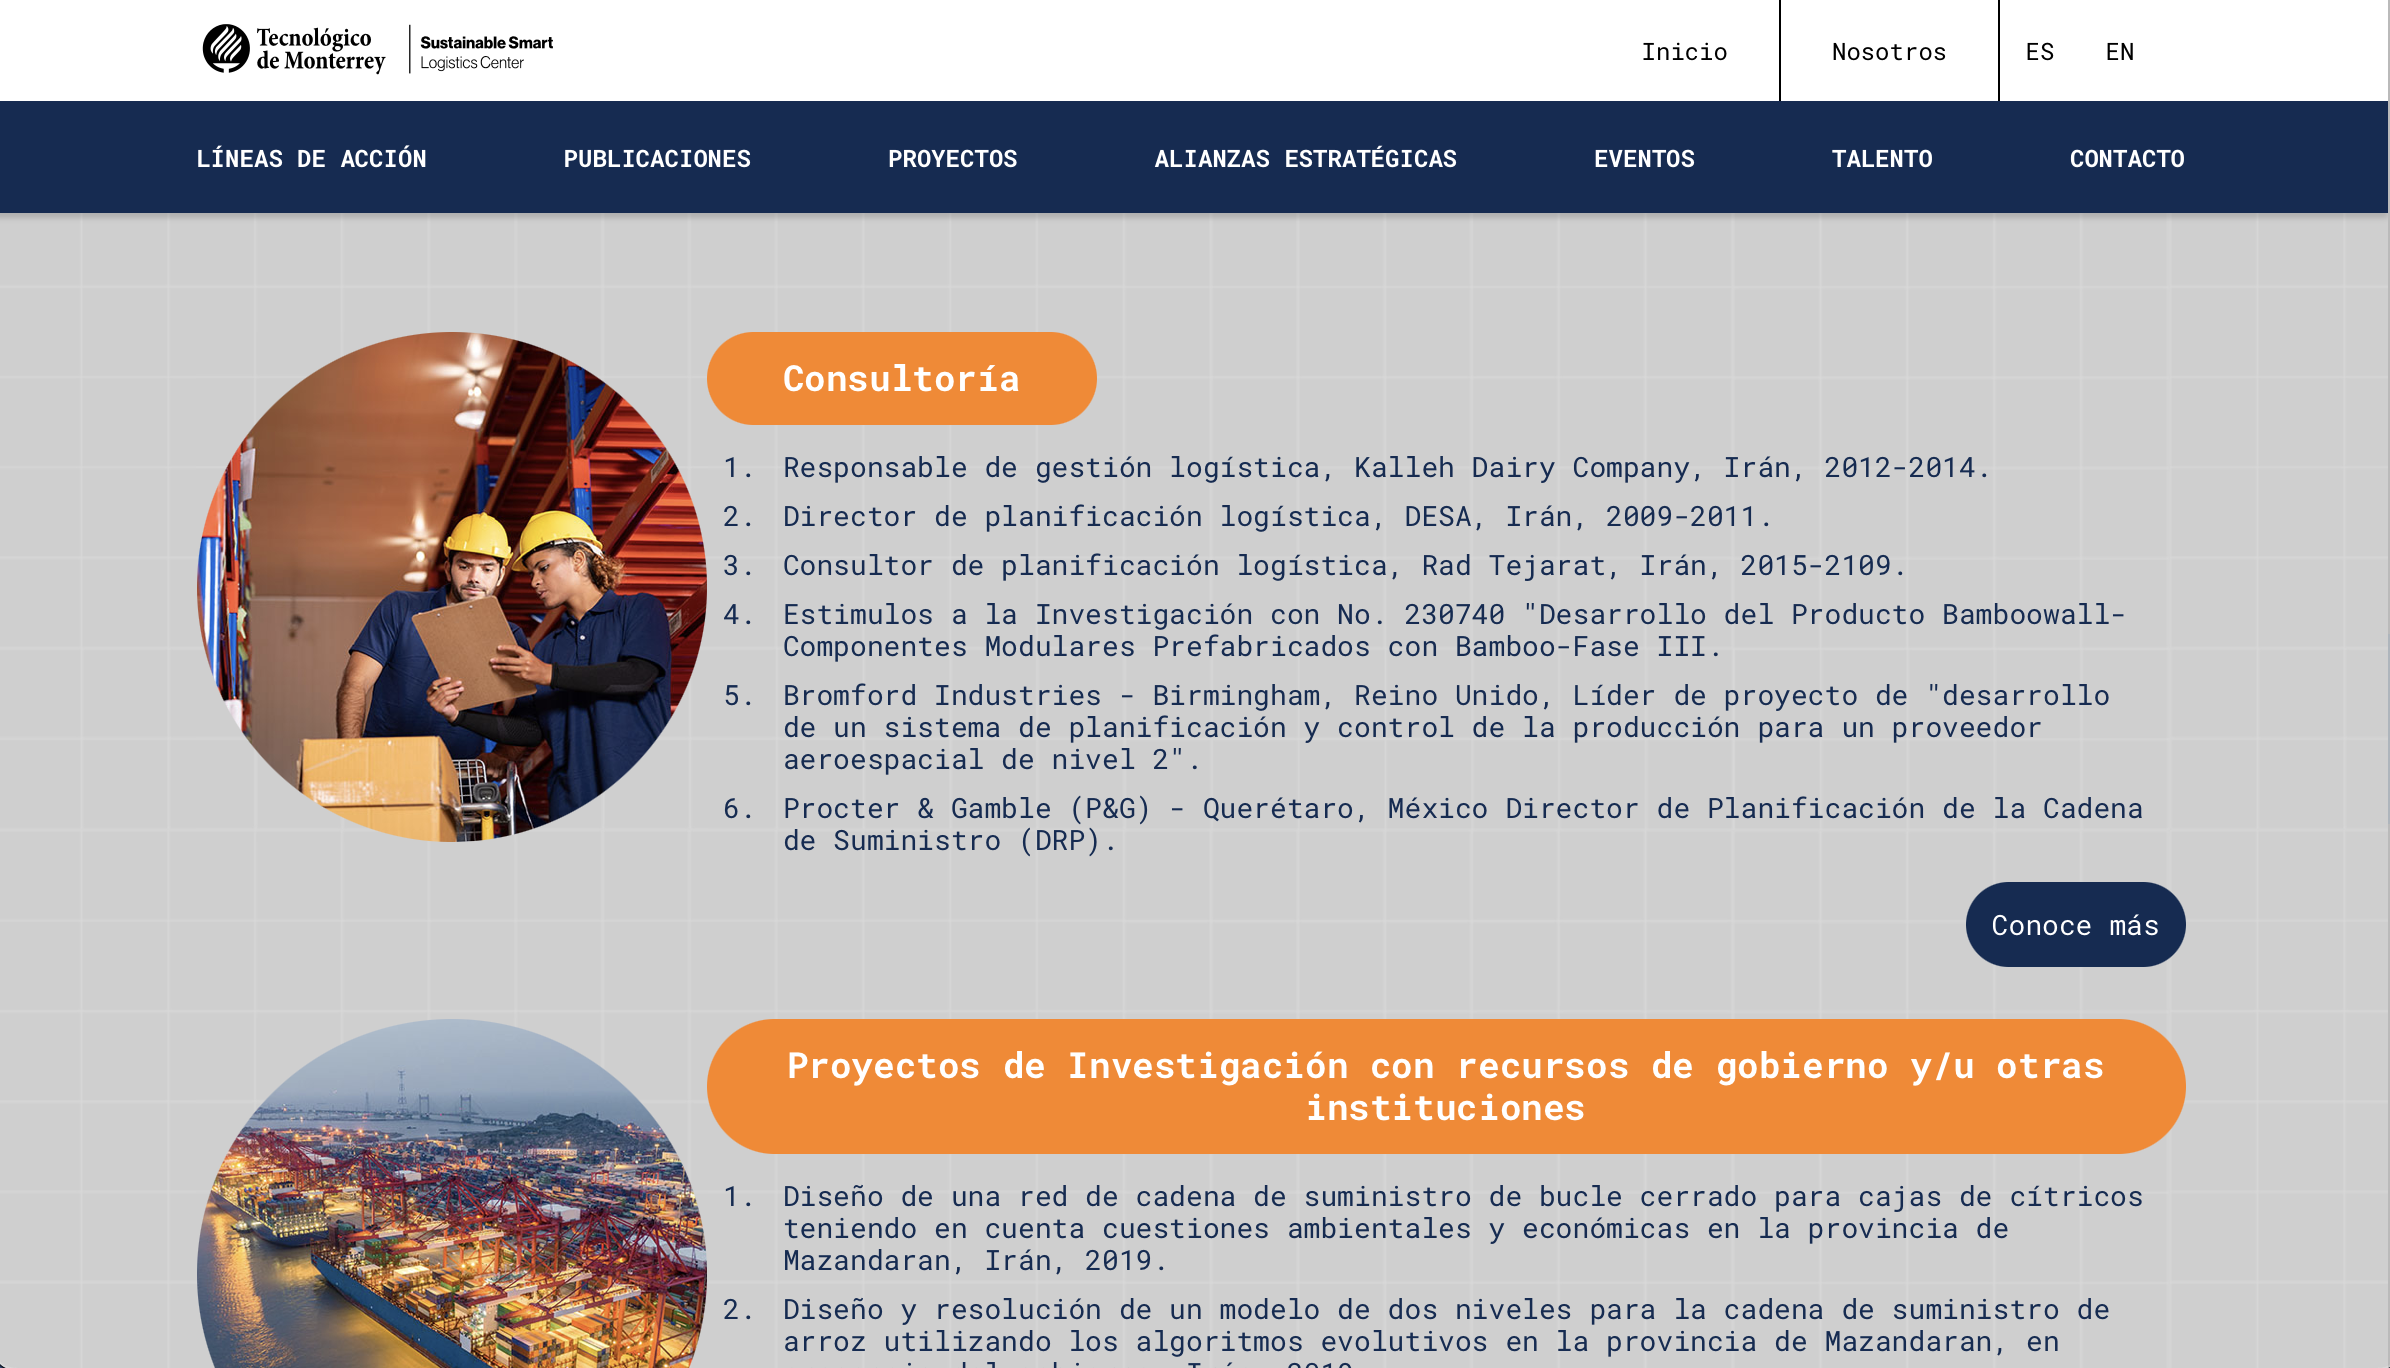 Tecnológico
de Monterrey
Sustainable Smart
Logistics Center
Inicio
Nosotros
ES
EN
LÍNEAS DE ACCIÓN
PUBLICACIONES
PROYECTOS
ALIANZAS ESTRATÉGICAS
EVENTOS
TALENTO
CONTACTO
Consultoría
1. Responsable de gestión logística, Kalleh Dairy Company, Irán, 2012-2014.
2. Director de planificación logística, DESA, Irán, 2009-2011.
3. Consultor de planificación logística, Rad Tejarat, Irán, 2015-2109.
4. Estimulos a la Investigación con No. 230740 "Desarrollo del Producto Bamboowall-
Componentes Modulares Prefabricados con Bamboo-Fase III.
5. Bromford Industries - Birmingham, Reino Unido, Líder de proyecto de "desarrollo
de un sistema de planificación y control de la producción para un proveedor
aeroespacial de nivel 2".
6. Procter & Gamble (P&G) - Querétaro, México Director de Planificación de la Cadena
de Suministro (DRP).
Conoce más
Proyectos de Investigación con recursos de gobierno y/u otras
instituciones
1. Diseño de una red de cadena de suministro de bucle cerrado para cajas de cítricos
teniendo en cuenta cuestiones ambientales y económicas en la provincia de
Mazandaran, Irán, 2019.
2. Diseño y resolución de un modelo de dos niveles para la cadena de suministro de
arroz utilizando los algoritmos evolutivos en la provincia de Mazandaran, en